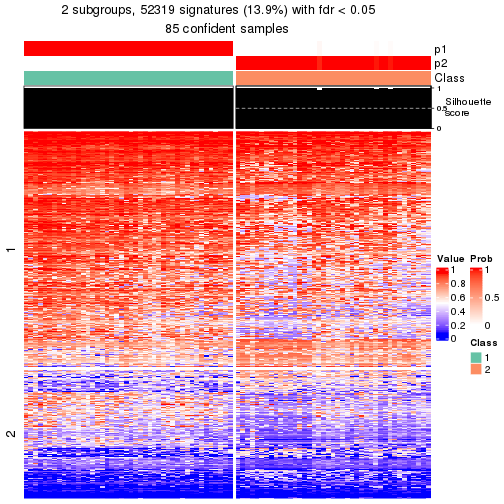 2 subgroups, 52319 signatures (13.9%) with fdr < 0.05
85 confident samples
p1
p2
Class
1
0.5
0
Silhouette
score
1
2
Value
1
0.8
0.6
0.4
0.2
0
Prob
1
0.5
0
Class
1
2